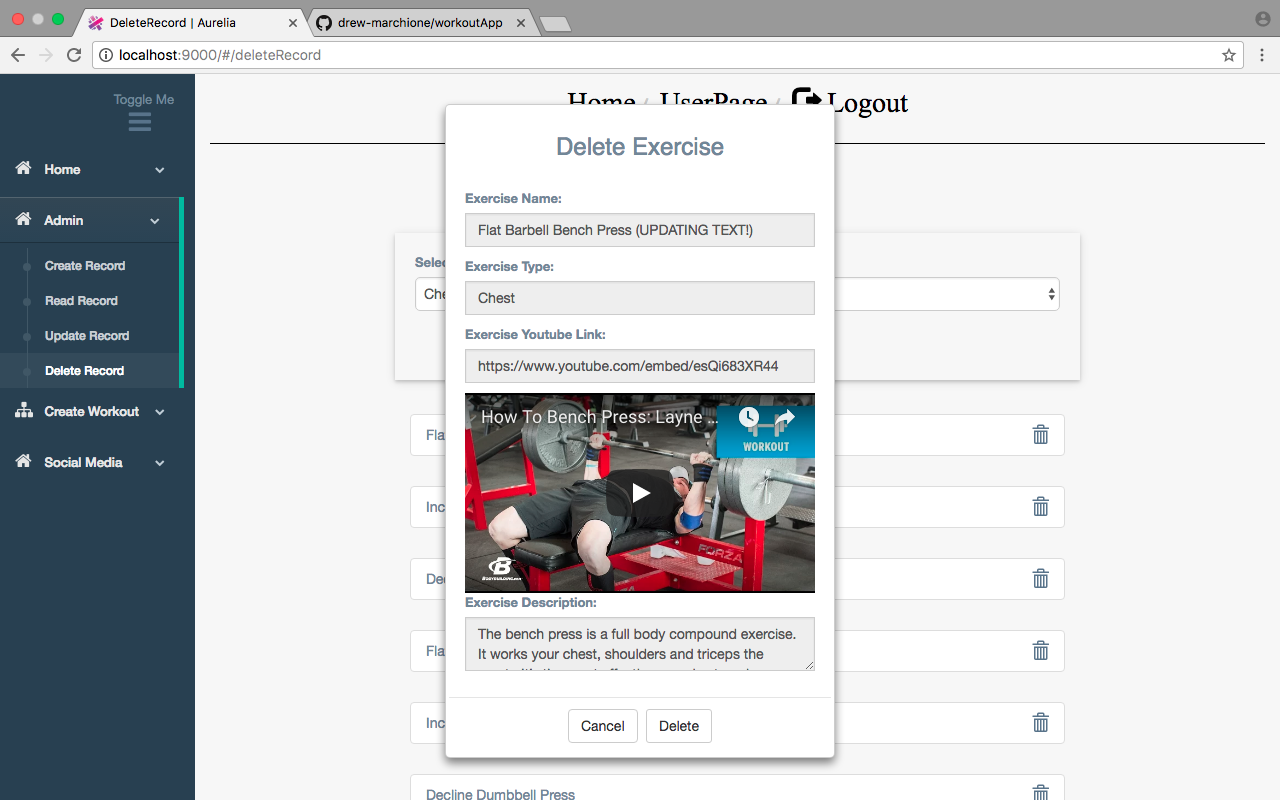 DeleteRecord | Aurelia
drew-marchione/workoutApp
localhost:9000/#/deleteRecord
Toggle Me
Home
Admin
Create Record
Read Record
Update Record
Delete Record
Create Workout
Social Media
Home / UserPage / Logout
Selec
Che
Delete Exercise
Exercise Name:
Flat Barbell Bench Press (UPDATING TEXT!)
Exercise Type:
Chest
Exercise Youtube Link:
https://www.youtube.com/embed/esQi683XR44
How To Bench Press: Layne ...
WORKOUT
FORZA
BODYBUILDING.com
Exercise Description:
The bench press is a full body compound exercise.
It works your chest, shoulders and triceps the
Cancel
Delete
Fla
Inc
Dec
Fla
Inc
Decline Dumbbell Press